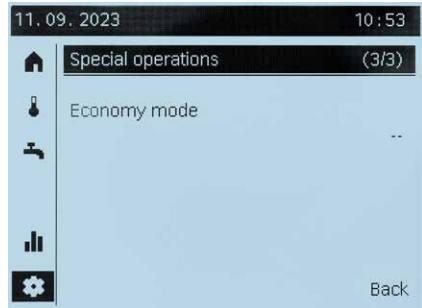 11.09.2023 10:53
Special operations (3/3)
Economy mode
--
Back